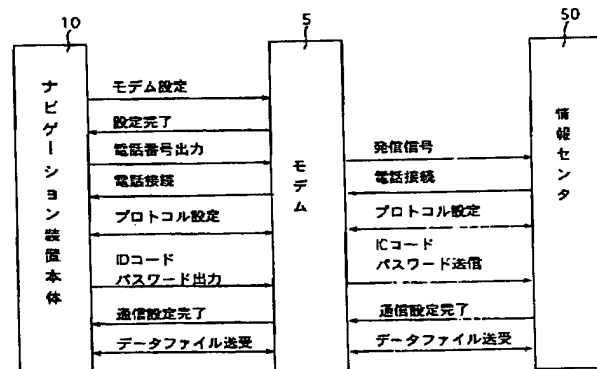 10
5
50
ナビゲーション装置本体
モデム設定
設定完了
電話番号出力
電話接続
プロトコル設定
IDコード
パスワード出力
通信設定完了
データファイル送受
モデム
発信信号
電話接続
プロトコル設定
ICコード
パスワード送信
通信設定完了
データファイル送受
情報センタ